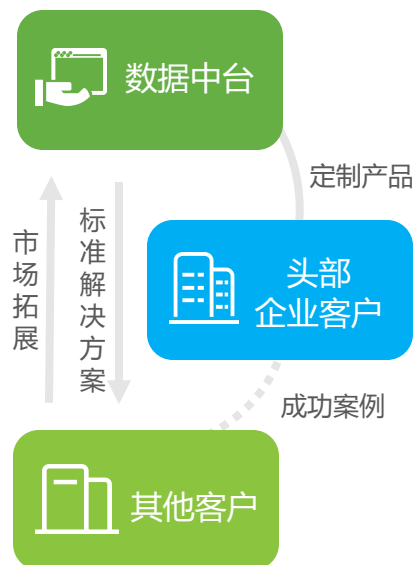 数据中台
定制产品
市场拓展
标准解决方案
头部
企业客户
成功案例
其他客户